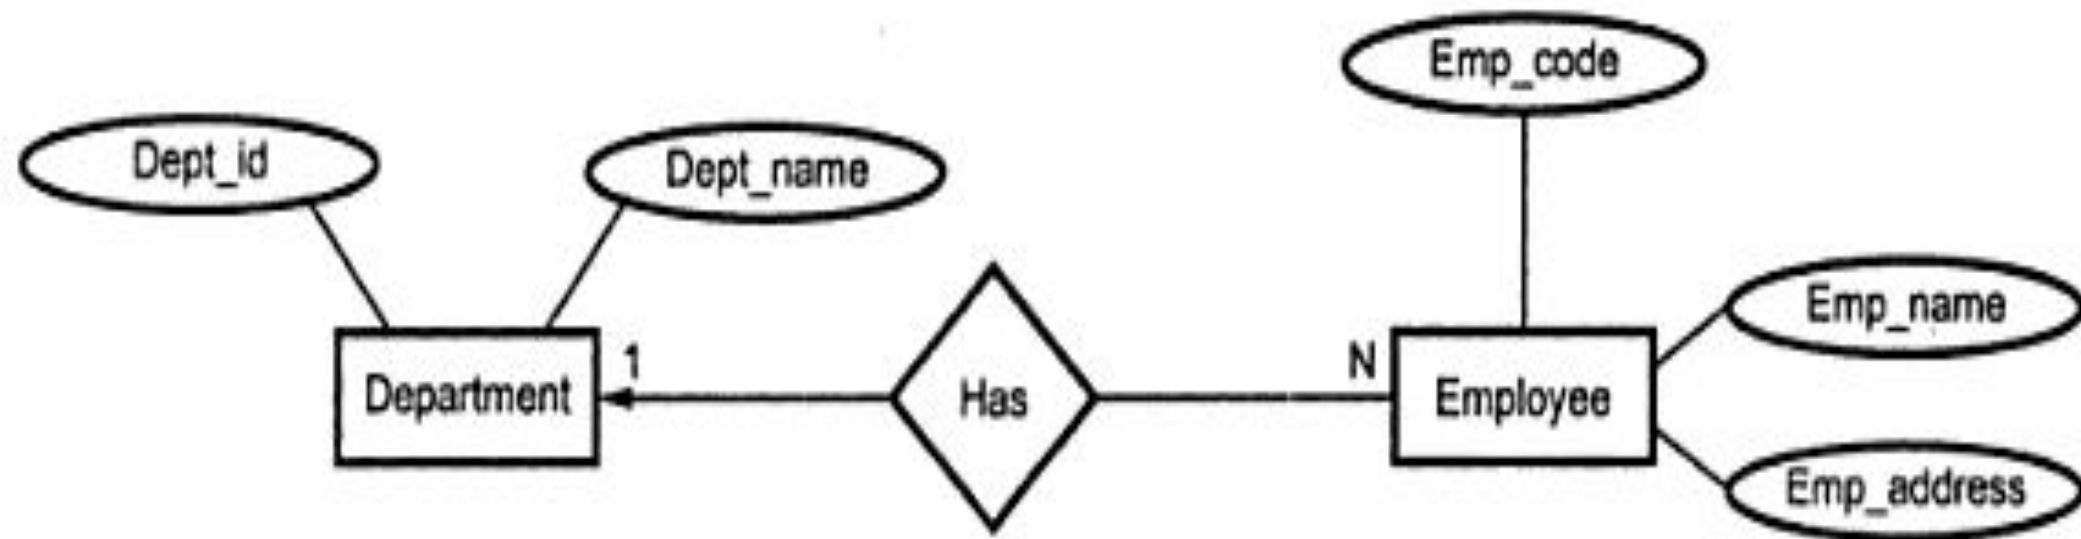 Emp_code
Dept_id
Dept_name
Emp_name
1
N
Department
Has
Employee
Emp_address